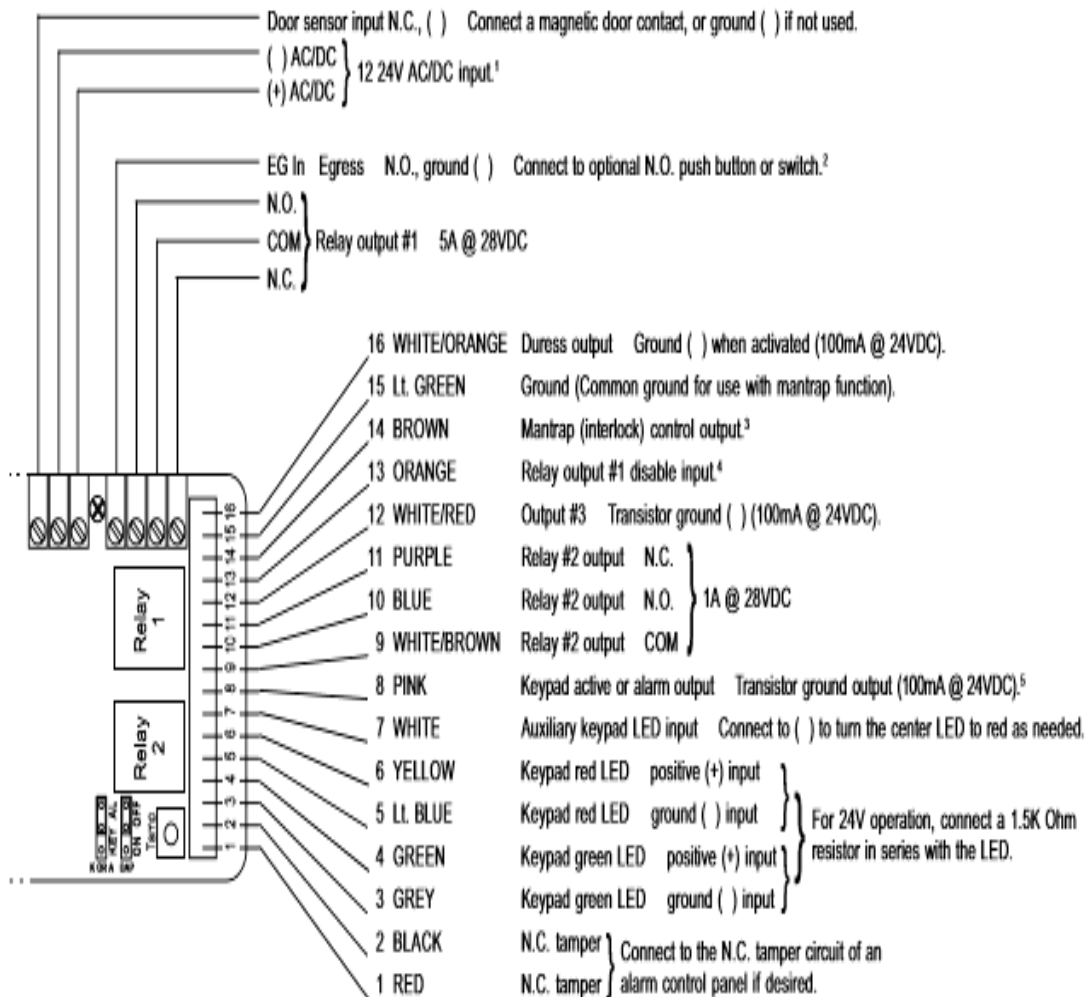 Door sensor input N.C., ( ) Connect a magnetic door contact, or ground ( ) if not used.
( ) AC/DC
(+) AC/DC
12 24V AC/DC input.¹
EG In Egress N.O., ground ( ) Connect to optional N.O. push button or switch.²
N.O.
COM
N.C.
Relay output #1 5A @ 28VDC
16 WHITE/ORANGE Duress output Ground ( ) when activated (100mA @ 24VDC).
15 Lt. GREEN Ground (Common ground for use with mantrap function).
14 BROWN Mantrap (interlock) control output.³
13 ORANGE Relay output #1 disable input.⁴
12 WHITE/RED Output #3 Transistor ground ( ) (100mA @ 24VDC).
11 PURPLE Relay #2 output N.C.
10 BLUE Relay #2 output N.O.
9 WHITE/BROWN Relay #2 output COM
1A @ 28VDC
8 PINK Keypad active or alarm output Transistor ground output (100mA @ 24VDC).⁵
7 WHITE Auxiliary keypad LED input Connect to ( ) to turn the center LED to red as needed.
6 YELLOW Keypad red LED positive (+) input
5 Lt. BLUE Keypad red LED ground ( ) input
4 GREEN Keypad green LED positive (+) input
3 GREY Keypad green LED ground ( ) input
For 24V operation, connect a 1.5K Ohm
resistor in series with the LED.
2 BLACK N.C. tamper
1 RED N.C. tamper
Connect to the N.C. tamper circuit of an
alarm control panel if desired.
16
15
14
13
12
11
10
9
8
7
6
5
4
3
2
1
Relay
1
Relay
2
KEY AL
ON OFF